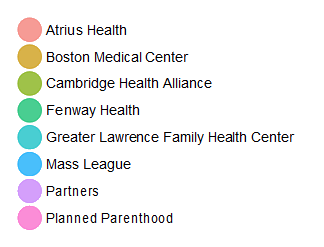 Atrius Health
Boston Medical Center
Cambridge Health Alliance
Fenway Health
Greater Lawrence Family Health Center
Mass League
Partners
Planned Parenthood